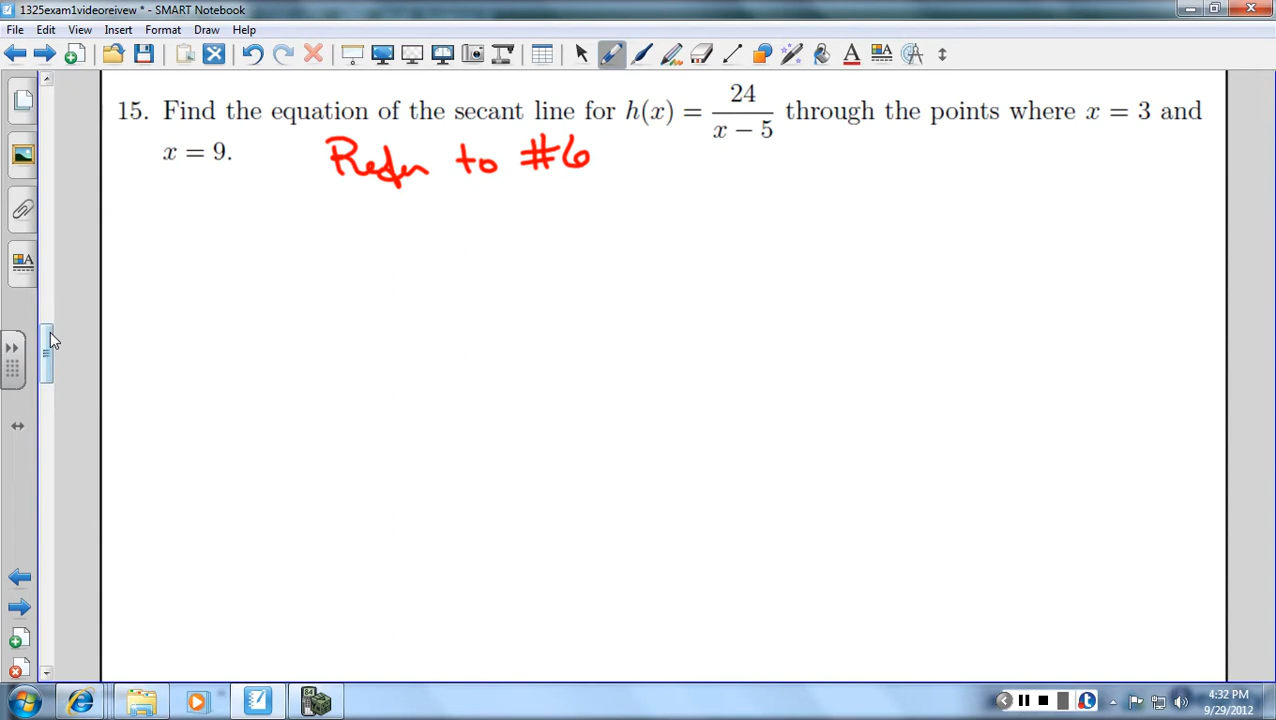 1325exam1videoreivew * - SMART Notebook
File Edit View Insert Format Draw Help
15. Find the equation of the secant line for h(x) = 24/(x − 5) through the points where x = 3 and
x = 9.
Refer to #6
4:32 PM
9/29/2012